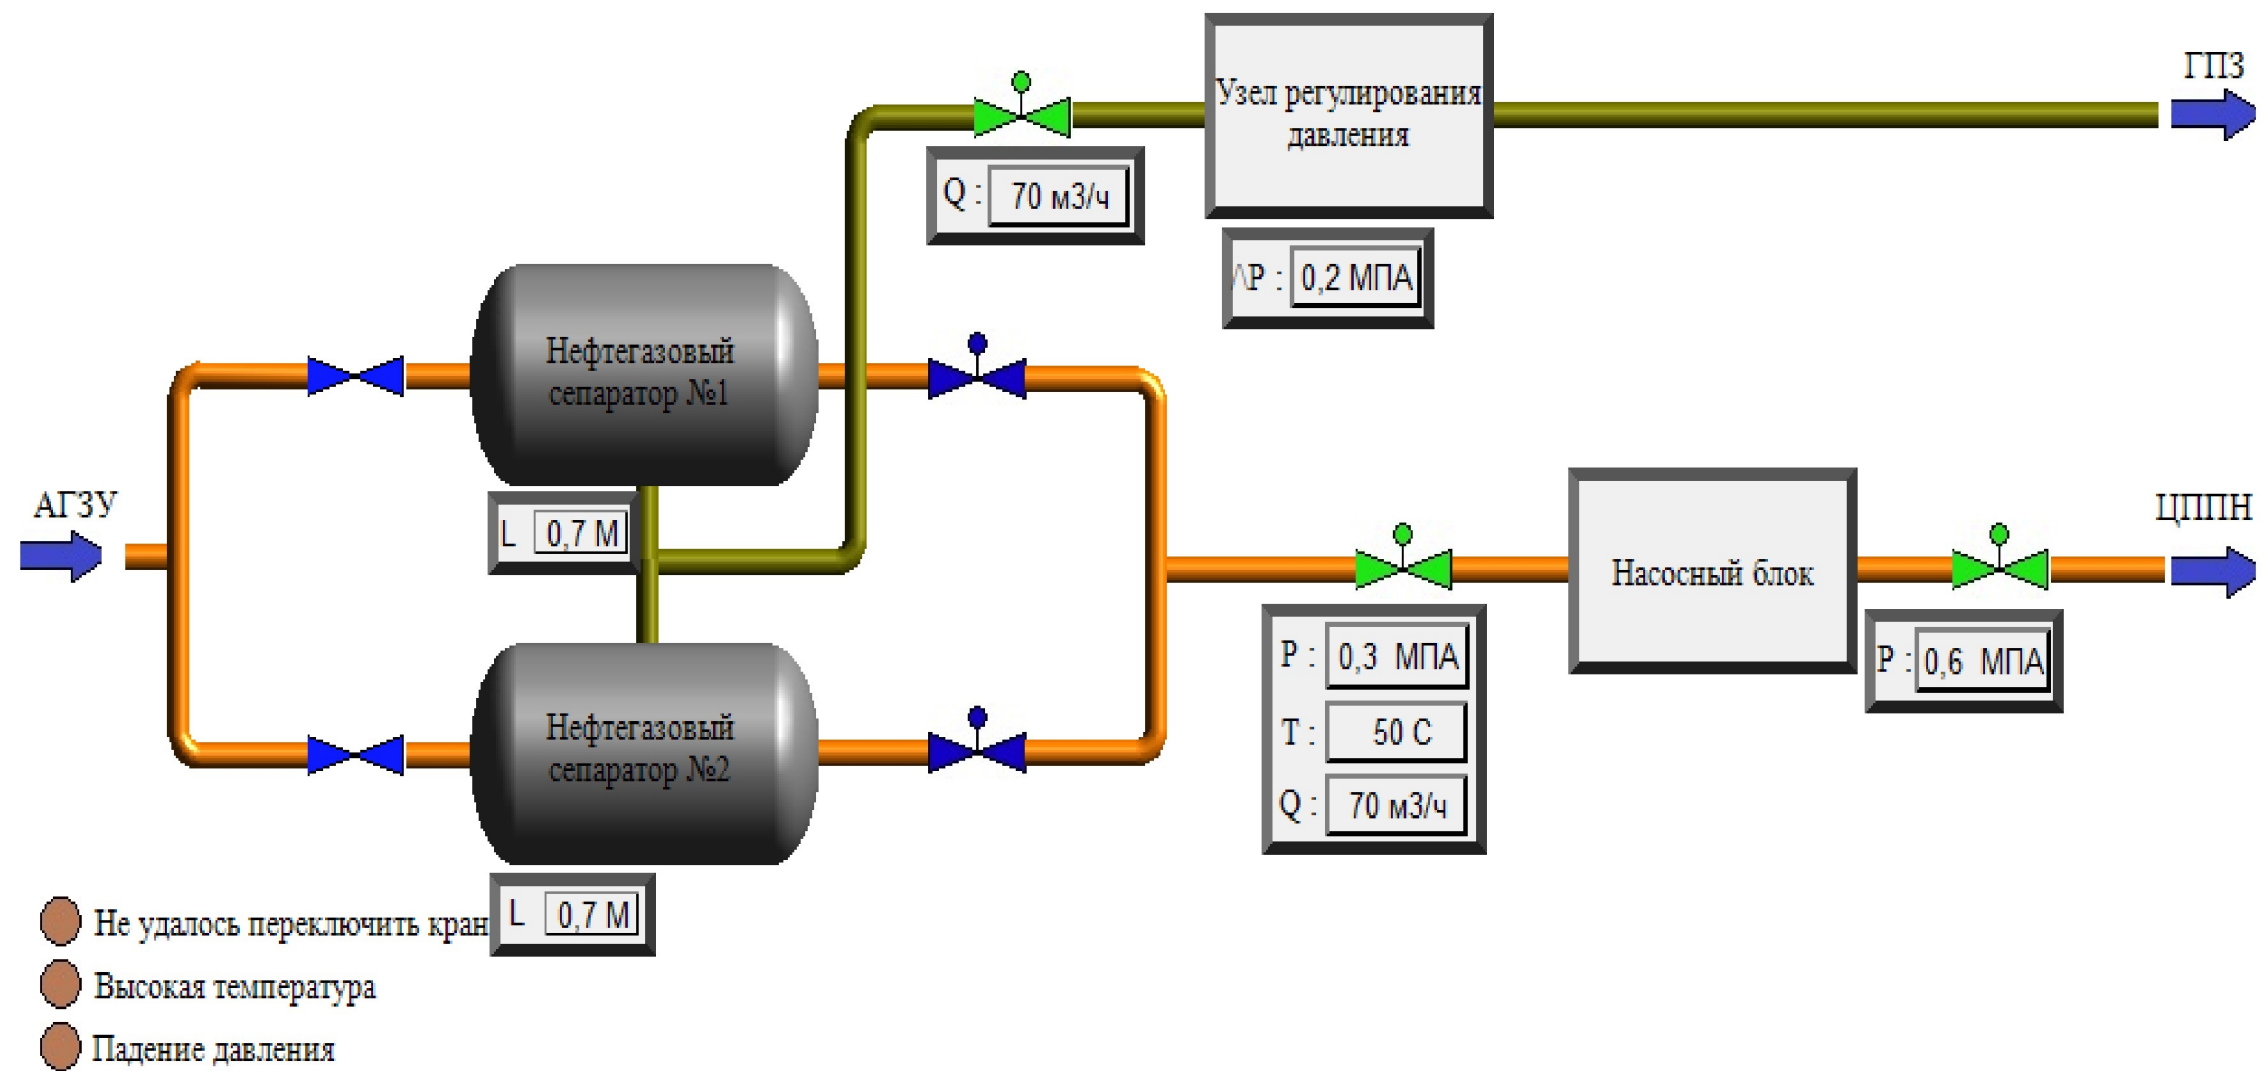 ГПЗ
Узел регулирования
давления
Q : 70 м3/ч
ΔP : 0,2 МПА
Нефтегазовый
сепаратор №1
L 0,7 М
АГЗУ
ЦППН
Насосный блок
P : 0,3 МПА
T : 50 C
Q : 70 м3/ч
P : 0,6 МПА
Нефтегазовый
сепаратор №2
L 0,7 М
Не удалось переключить кран
Высокая температура
Падение давления